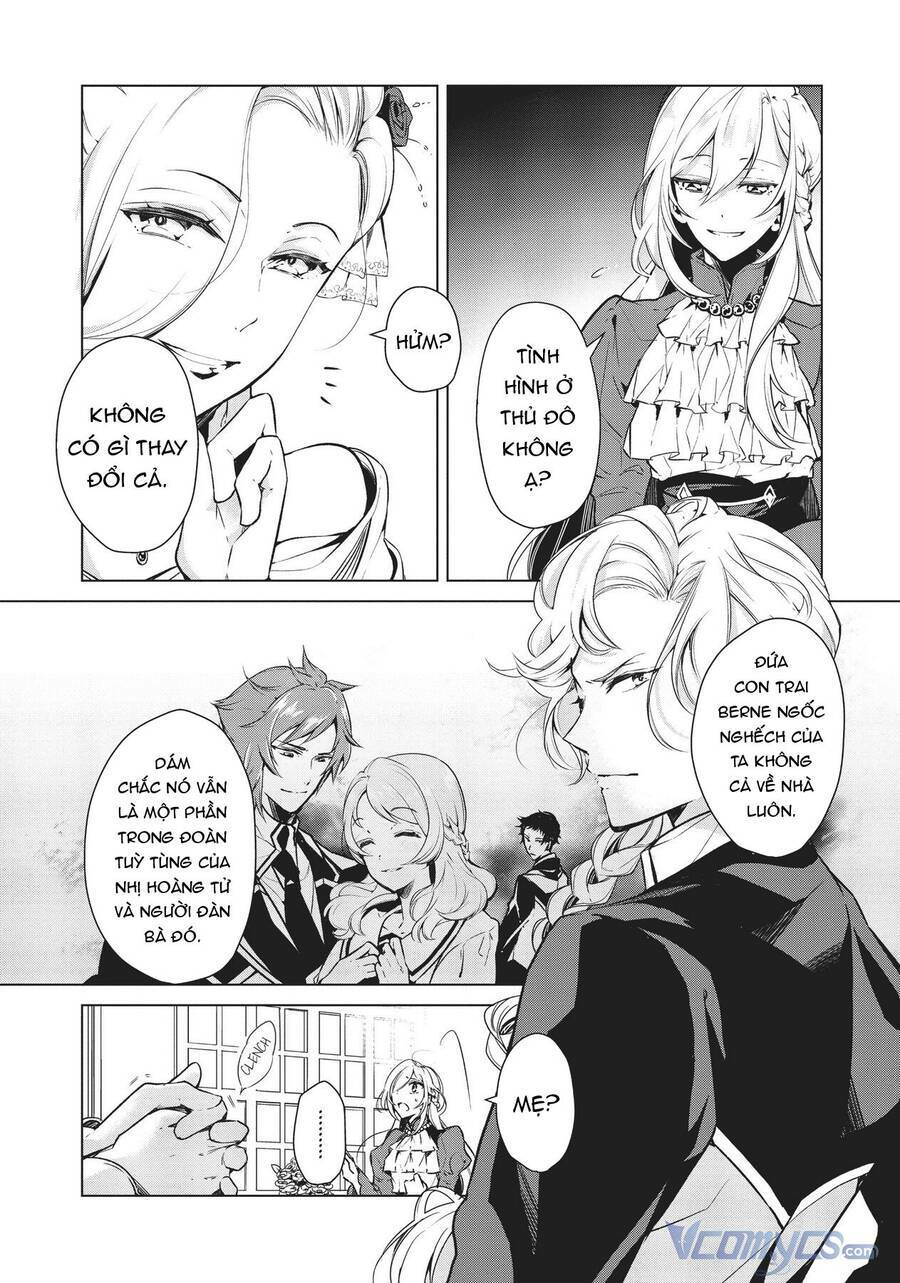 TÌNH
HÌNH Ở
THỦ ĐÔ
KHÔNG
Ạ?
HỬM?
KHÔNG
CÓ GÌ THAY
ĐỔI CẢ.
ĐỨA
CON TRAI
BERNE NGỐC
NGHẾCH CỦA
TA KHÔNG
CẢ VỀ NHÀ
LUÔN.
DÁM
CHẮC NÓ VẪN
LÀ MỘT PHẦN
TRONG ĐOÀN
TUỲ TÙNG CỦA
NHỊ HOÀNG TỬ
VÀ NGƯỜI ĐÀN
BÀ ĐÓ.
MẸ?
.........
CLENCH
VComycs.com